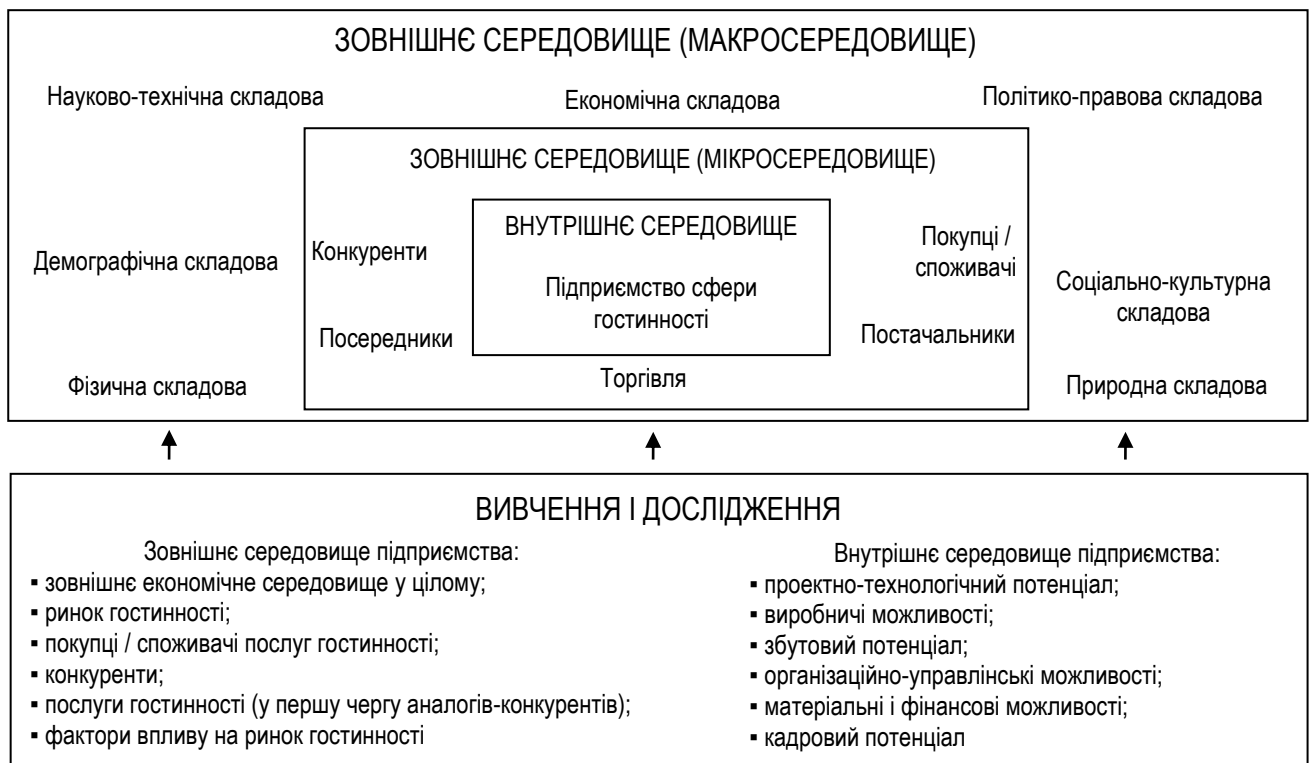 ЗОВНІШНЄ СЕРЕДОВИЩЕ (МАКРОСЕРЕДОВИЩЕ)
Науково-технічна складова
Економічна складова
Політико-правова складова
ЗОВНІШНЄ СЕРЕДОВИЩЕ (МІКРОСЕРЕДОВИЩЕ)
ВНУТРІШНЄ СЕРЕДОВИЩЕ
Підприємство сфери
гостинності
Конкуренти
Посередники
Покупці /
споживачі
Постачальники
Торгівля
Демографічна складова
Фізична складова
Соціально-культурна
складова
Природна складова
ВИВЧЕННЯ І ДОСЛІДЖЕННЯ
Зовнішнє середовище підприємства:
▪ зовнішнє економічне середовище у цілому;
▪ ринок гостинності;
▪ покупці / споживачі послуг гостинності;
▪ конкуренти;
▪ послуги гостинності (у першу чергу аналогів-конкурентів);
▪ фактори впливу на ринок гостинності
Внутрішнє середовище підприємства:
▪ проектно-технологічний потенціал;
▪ виробничі можливості;
▪ збутовий потенціал;
▪ організаційно-управлінські можливості;
▪ матеріальні і фінансові можливості;
▪ кадровий потенціал